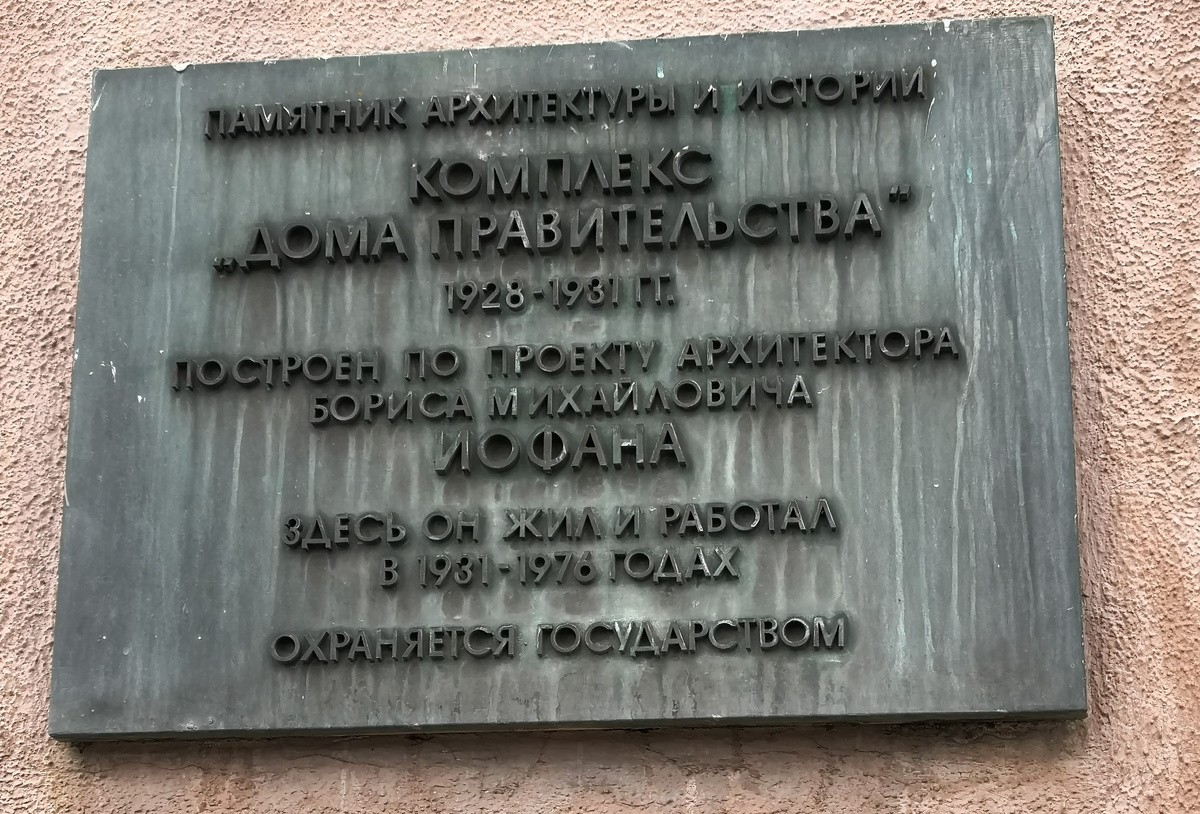 ПАМЯТНИК АРХИТЕКТУРЫ И ИСТОРИИ
КОМПЛЕКС
„ДОМА ПРАВИТЕЛЬСТВА"
1928-1931 ГГ.
ПОСТРОЕН ПО ПРОЕКТУ АРХИТЕКТОРА
БОРИСА МИХАЙЛОВИЧА
ИОФАНА
ЗДЕСЬ ОН ЖИЛ И РАБОТАЛ
В 1931-1976 ГОДАХ
ОХРАНЯЕТСЯ ГОСУДАРСТВОМ